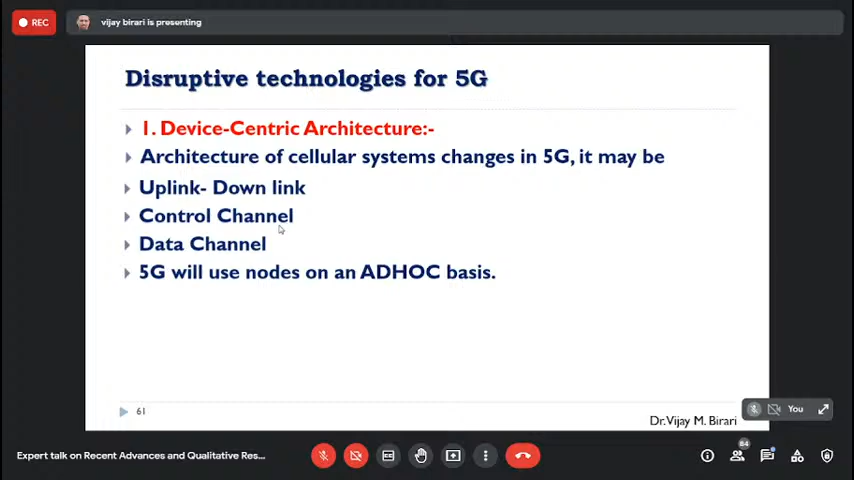 REC
vijay birari is presenting
Disruptive technologies for 5G
1. Device-Centric Architecture:-
Architecture of cellular systems changes in 5G, it may be
Uplink- Down link
Control Channel
Data Channel
5G will use nodes on an ADHOC basis.
61
Dr.Vijay M. Birari
You
Expert talk on Recent Advances and Qualitative Res...
84